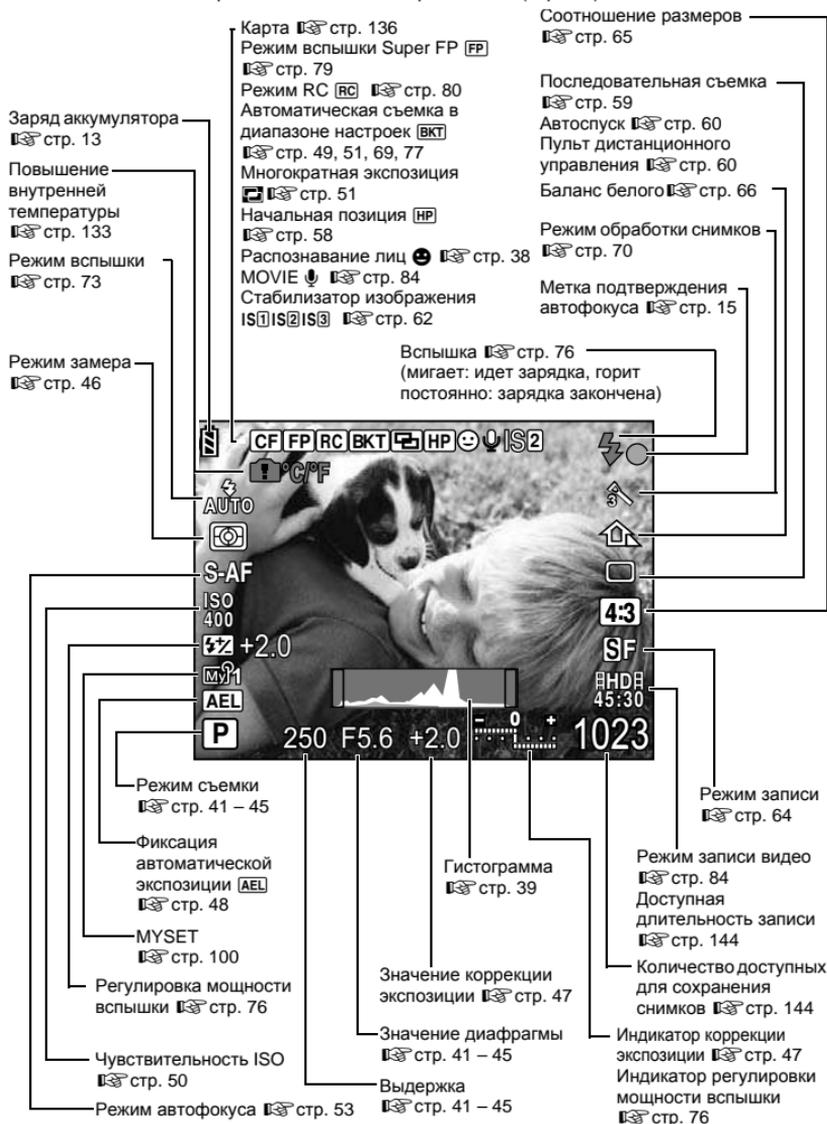 Карта ☞ стр. 136
Режим вспышки Super FP FP
☞ стр. 79
Режим RC RC ☞ стр. 80
Автоматическая съемка в
диапазоне настроек BKT
☞ стр. 49, 51, 69, 77
Многократная экспозиция
☞ стр. 51
Начальная позиция HP
☞ стр. 58
Распознавание лиц ☞ стр. 38
MOVIE ☞ стр. 84
Стабилизатор изображения
IS1 IS2 IS3 ☞ стр. 62
Соотношение размеров
☞ стр. 65
Последовательная съемка
☞ стр. 59
Автоспуск ☞ стр. 60
Пульт дистанционного
управления ☞ стр. 60
Баланс белого ☞ стр. 66
Режим обработки снимков
☞ стр. 70
Метка подтверждения
автофокуса ☞ стр. 15
Вспышка ☞ стр. 76
(мигает: идет зарядка, горит
постоянно: зарядка закончена)
Заряд аккумулятора
☞ стр. 13
Повышение
внутренней
температуры
☞ стр. 133
Режим вспышки
☞ стр. 73
Режим замера
☞ стр. 46
CF FP RC BKT HP IS2
°C/°F
AUTO
3
S-AF
ISO
400
4:3
+2.0
SF
My1
HD
45:30
AEL
P 250 F5.6 +2.0 – 0 + 1023
Режим съемки
☞ стр. 41 – 45
Фиксация
автоматической
экспозиции AEL
☞ стр. 48
MYSET
☞ стр. 100
Регулировка мощности
вспышки ☞ стр. 76
Чувствительность ISO
☞ стр. 50
Режим автофокуса ☞ стр. 53
Гистограмма
☞ стр. 39
Значение коррекции
экспозиции ☞ стр. 47
Значение диафрагмы
☞ стр. 41 – 45
Выдержка
☞ стр. 41 – 45
Режим записи
☞ стр. 64
Режим записи видео
☞ стр. 84
Доступная
длительность записи
☞ стр. 144
Количество доступных
для сохранения
снимков ☞ стр. 144
Индикатор коррекции
экспозиции ☞ стр. 47
Индикатор регулировки
мощности вспышки
☞ стр. 76